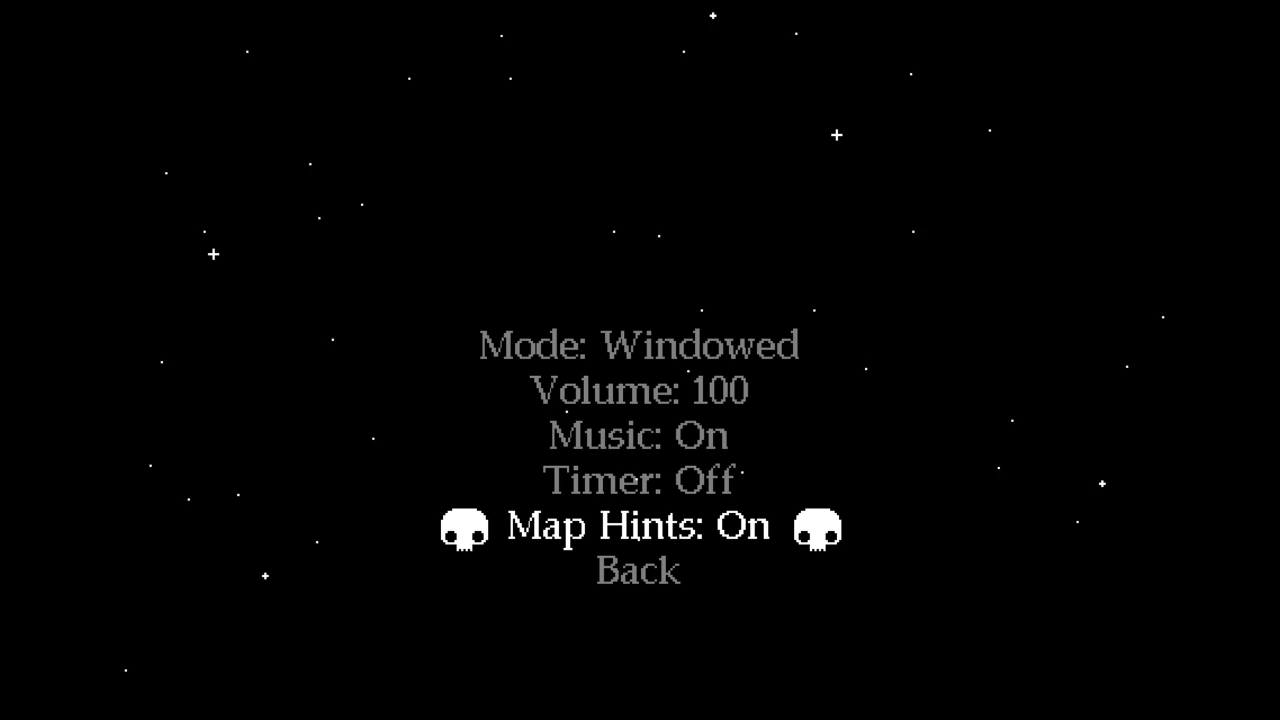 Mode: Windowed
Volume: 100
Music: On
Timer: Off
Map Hints: On
Back